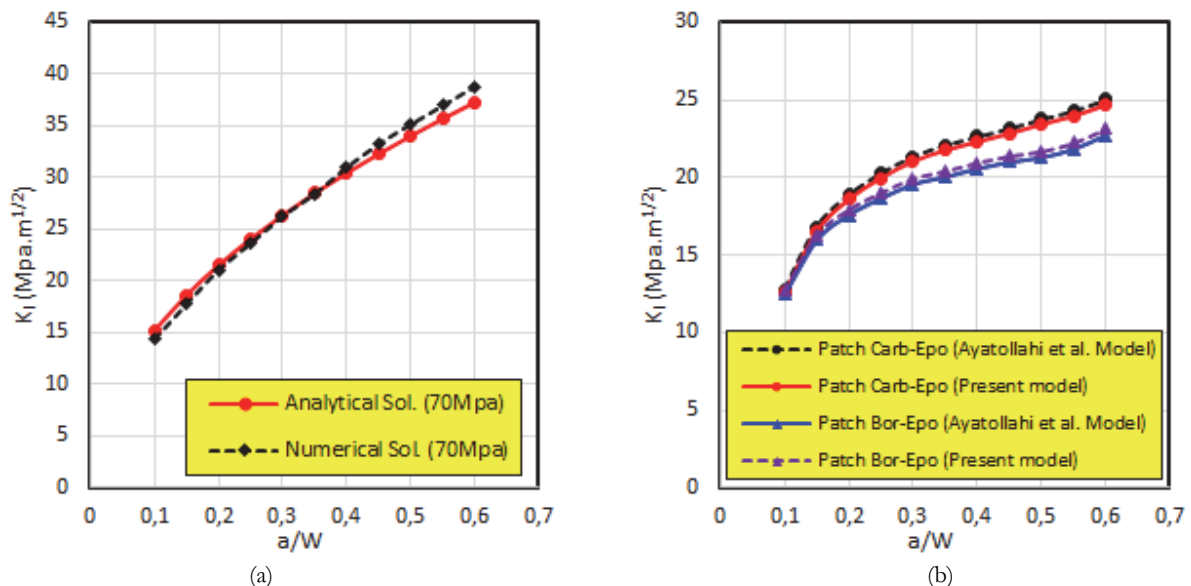 45
40
35
30
25
20
15
10
5
0
K_I (Mpa.m^1/2)
0 0,1 0,2 0,3 0,4 0,5 0,6 0,7
a/W
Analytical Sol. (70Mpa)
Numerical Sol. (70Mpa)
(a)
30
25
20
15
10
5
0
K_I (Mpa.m^1/2)
0 0,1 0,2 0,3 0,4 0,5 0,6 0,7
a/W
Patch Carb-Epo (Ayatollahi et al. Model)
Patch Carb-Epo (Present model)
Patch Bor-Epo (Ayatollahi et al. Model)
Patch Bor-Epo (Present model)
(b)